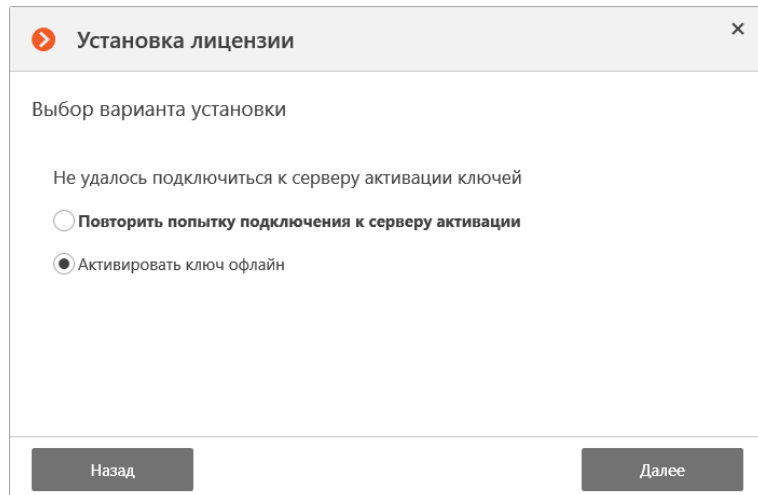 Установка лицензии
Выбор варианта установки
Не удалось подключиться к серверу активации ключей
Повторить попытку подключения к серверу активации
Активировать ключ офлайн
Назад
Далее